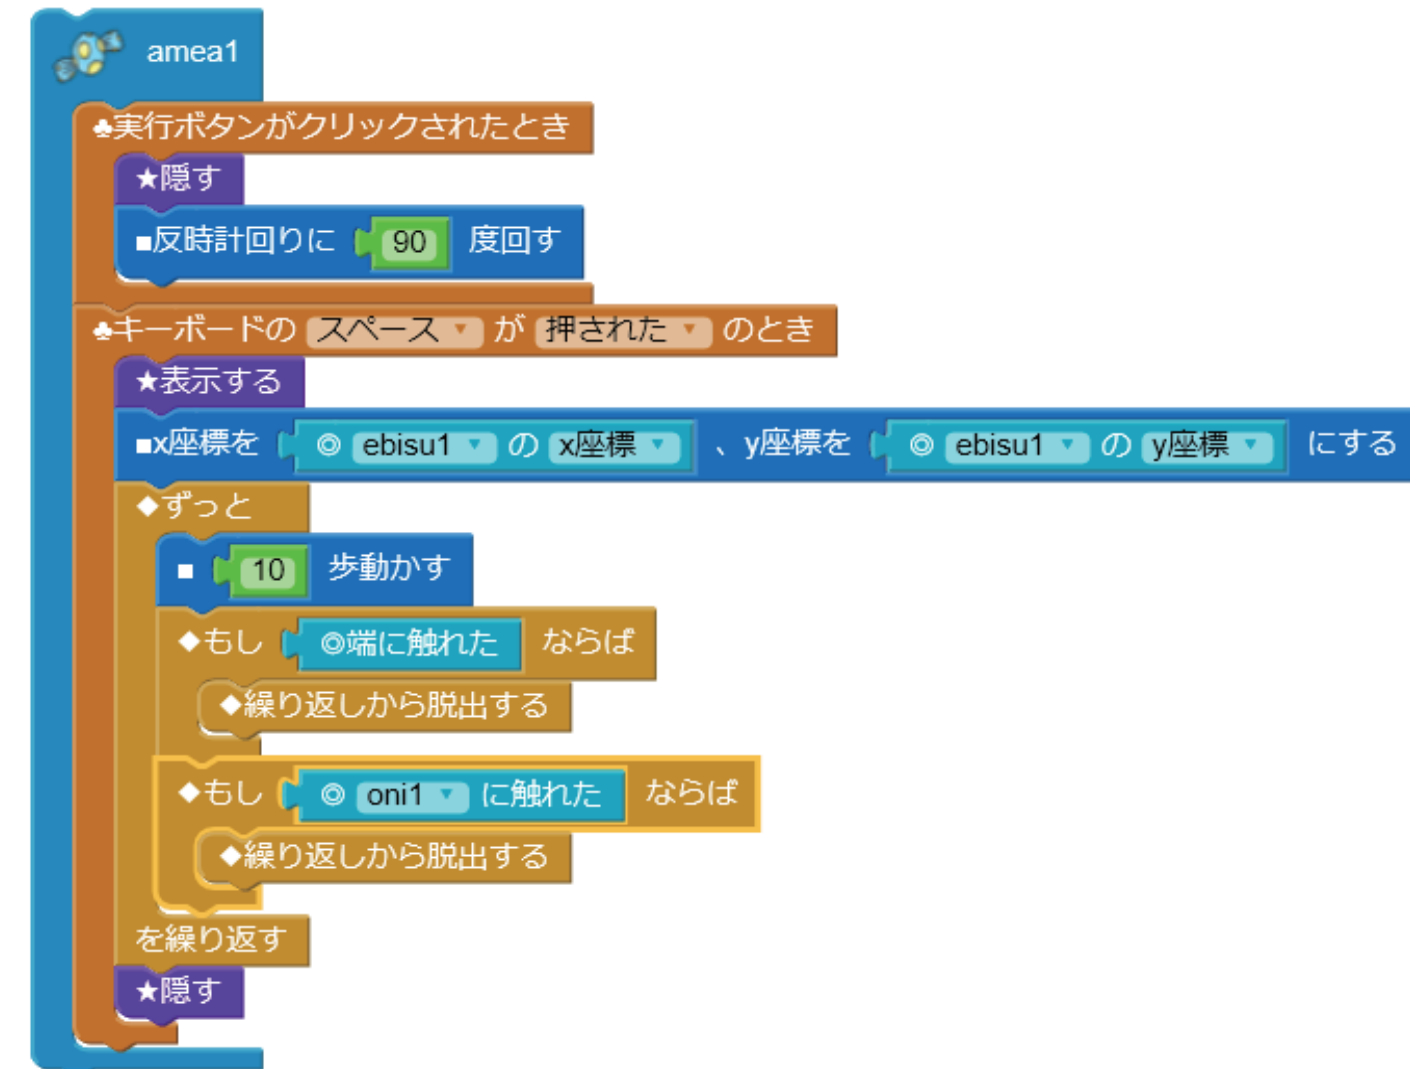 amea1
♣実行ボタンがクリックされたとき
★隠す
■反時計回りに 90 度回す
♣キーボードの スペース ▼ が 押された ▼ のとき
★表示する
■x座標を ◎ ebisu1 ▼ の x座標 ▼ 、y座標を ◎ ebisu1 ▼ の y座標 ▼ にする
◆ずっと
■ 10 歩動かす
◆もし ◎端に触れた ならば
◆繰り返しから脱出する
◆もし ◎ oni1 ▼ に触れた ならば
◆繰り返しから脱出する
を繰り返す
★隠す